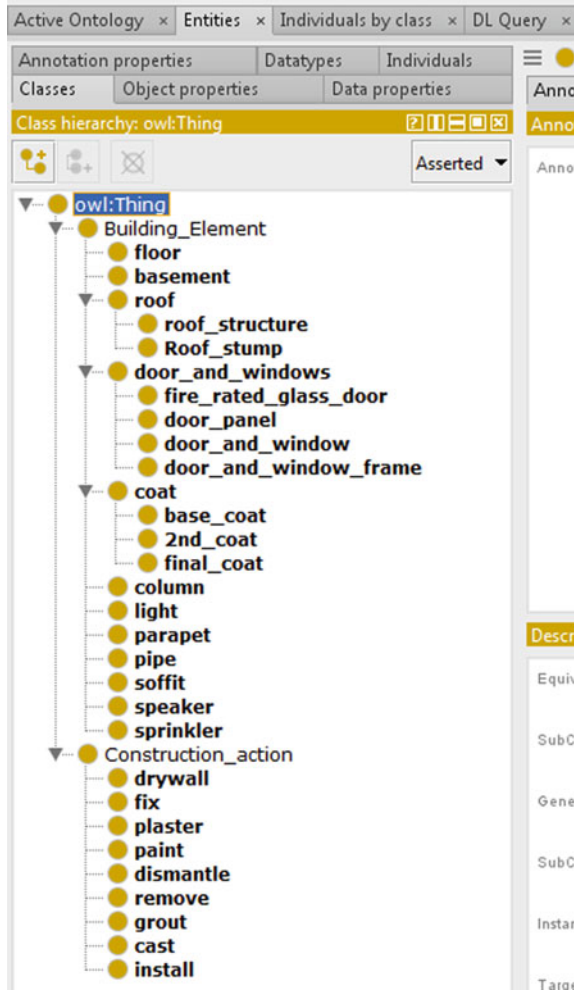 Active Ontology × Entities × Individuals by class × DL Query ×
Annotation properties Datatypes Individuals
Classes Object properties Data properties
Class hierarchy: owl:Thing
Asserted
owl:Thing
Building_Element
floor
basement
roof
roof_structure
Roof_stump
door_and_windows
fire_rated_glass_door
door_panel
door_and_window
door_and_window_frame
coat
base_coat
2nd_coat
final_coat
column
light
parapet
pipe
soffit
speaker
sprinkler
Construction_action
drywall
fix
plaster
paint
dismantle
remove
grout
cast
install
Anno
Anno
Anno
Descr
Equiv
SubC
Gene
SubC
Instar
Targe